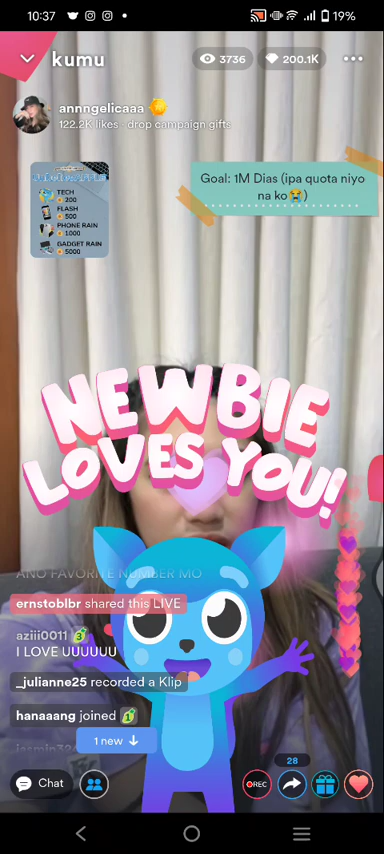 10:37
19%
kumu
3736
200.1K
annngelicaaa
122.2K likes drop campaign gifts
TECH
200
FLASH
500
PHONE RAIN
1000
GADGET RAIN
5000
Goal: 1M Dias (ipa quota niyo
na ko😭)
NEWBIE
LOVES YOU!
ANO FAVORITE NUMBER MO
ernstoblbr shared this LIVE
aziii0011 3
I LOVE UUUUUU
_julianne25 recorded a Klip
hanaaang joined 1
1 new ↓
28
Chat
REC